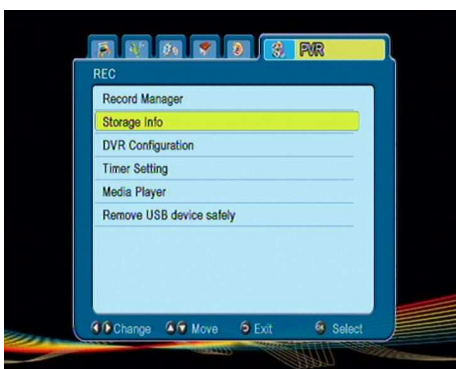 PVR
REC
Record Manager
Storage Info
DVR Configuration
Timer Setting
Media Player
Remove USB device safely
Change Move Exit Select